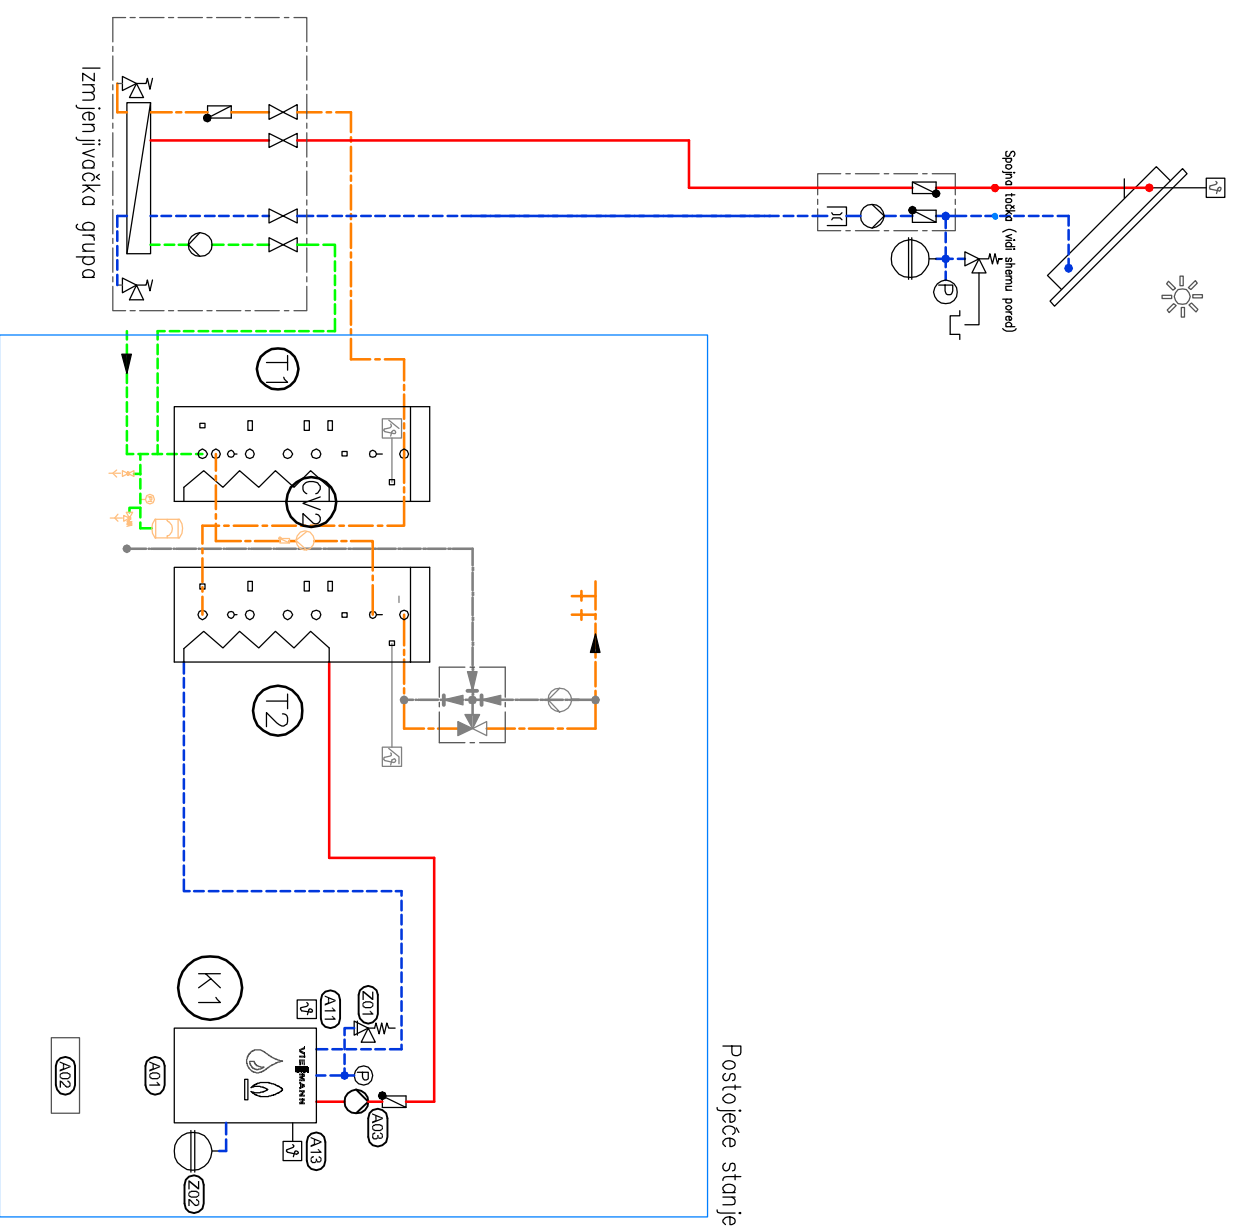 Izmjenjivačka grupa
Spojna točka (vidi shemu pored)
P
T1
CV2
T2
K1
A11
Z01
P
VIESMANN
A03
A13
A01
A02
Z02
Postojeće stanje